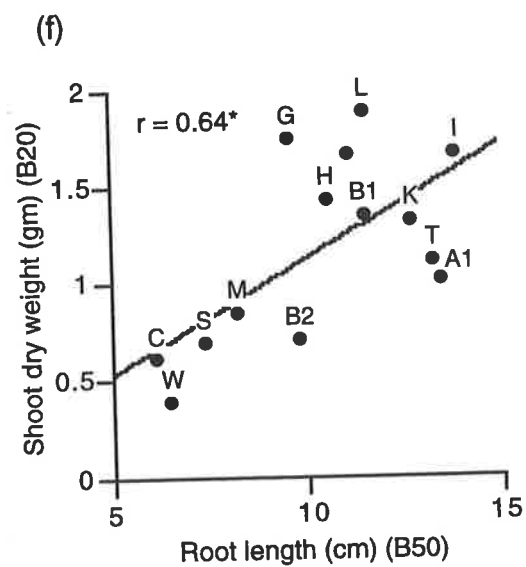 (f)
2
1.5
1
0.5
0
Shoot dry weight (gm) (B20)
r = 0.64*
G
L
I
H
B1
K
T
A1
M
S
B2
C
W
5
10
15
Root length (cm) (B50)